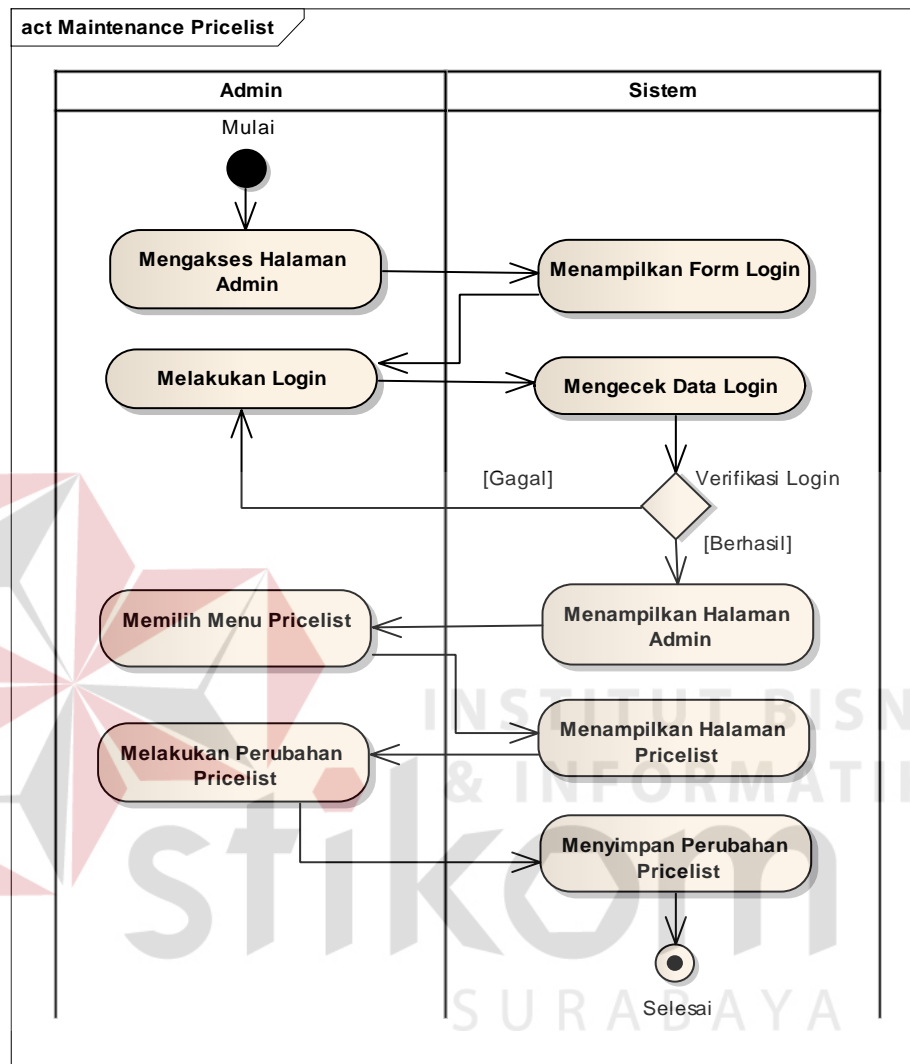 act Maintenance Pricelist
Admin
Sistem
Mulai
Mengakses Halaman
Admin
Menampilkan Form Login
Melakukan Login
Mengecek Data Login
[Gagal]
Verifikasi Login
[Berhasil]
Memilih Menu Pricelist
Menampilkan Halaman
Admin
INSTITUT BISN
Melakukan Perubahan
Pricelist
Menampilkan Halaman
Pricelist
& INFORMATI
Menyimpan Perubahan
Pricelist
stikom
Selesai
SURABAYA